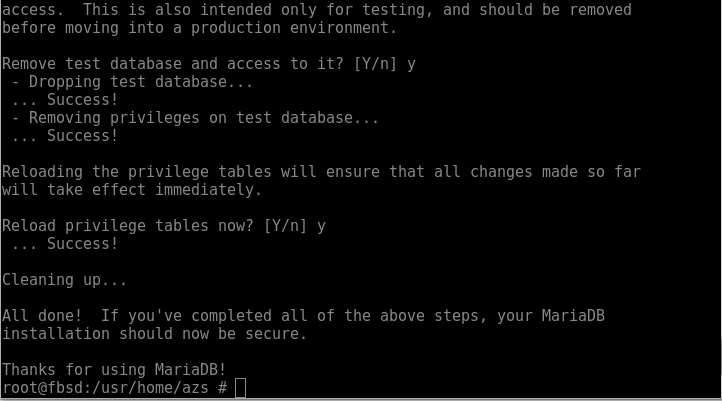 access.  This is also intended only for testing, and should be removed
before moving into a production environment.
Remove test database and access to it? [Y/n] y
 - Dropping test database...
 ... Success!
 - Removing privileges on test database...
 ... Success!
Reloading the privilege tables will ensure that all changes made so far
will take effect immediately.
Reload privilege tables now? [Y/n] y
 ... Success!
Cleaning up...
All done!  If you've completed all of the above steps, your MariaDB
installation should now be secure.
Thanks for using MariaDB!
root@fbsd:/usr/home/azs #